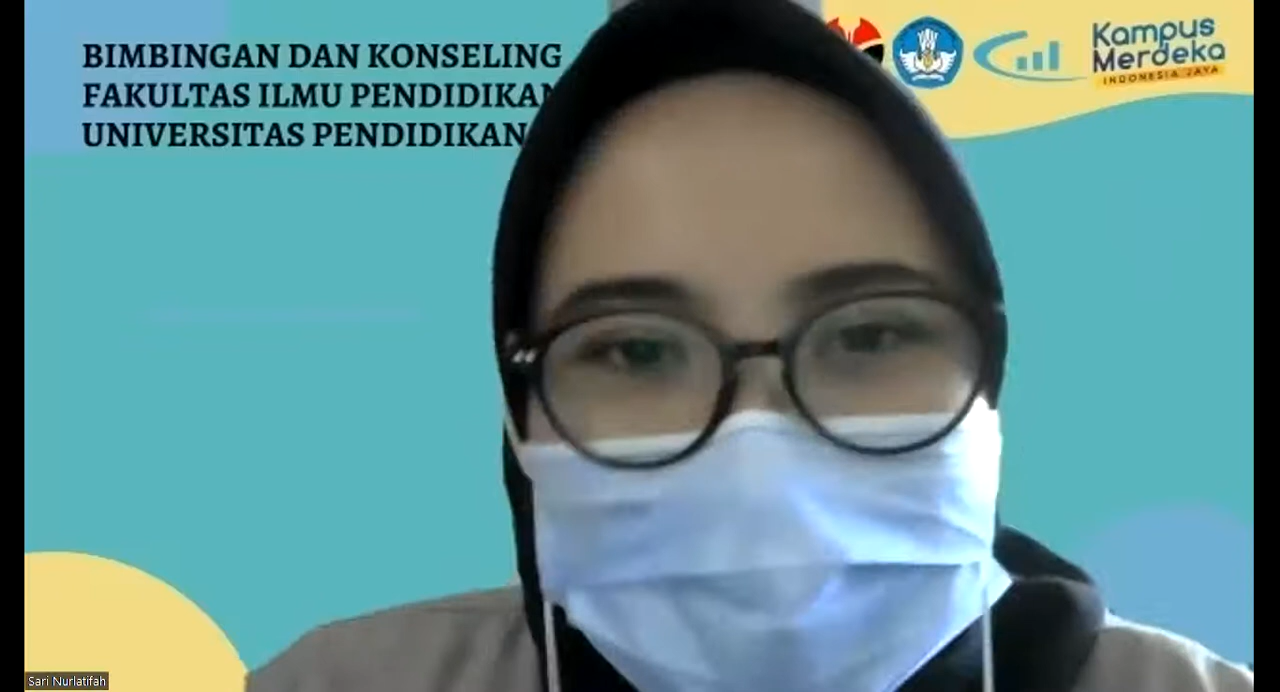 BIMBINGAN DAN KONSELING
FAKULTAS ILMU PENDIDIKAN
UNIVERSITAS PENDIDIKAN
Kampus
Merdeka
INDONESIA JAYA
Sari Nurlatifah